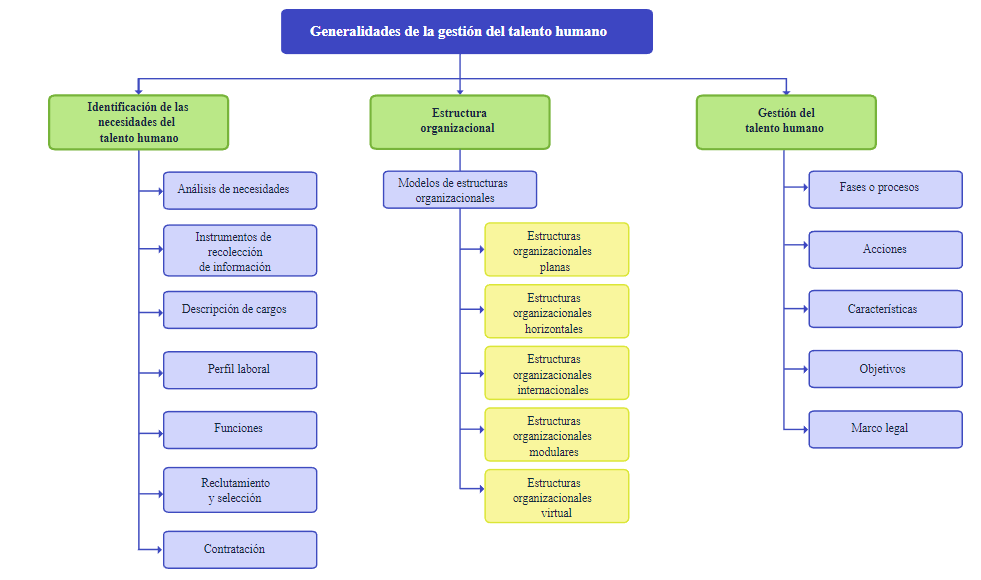 Generalidades de la gestión del talento humano
Identificación de las
necesidades del
talento humano
Análisis de necesidades
Instrumentos de
recolección
de información
Descripción de cargos
Perfil laboral
Funciones
Reclutamiento
y selección
Contratación
Estructura
organizacional
Modelos de estructuras
organizacionales
Estructuras
organizacionales
planas
Estructuras
organizacionales
horizontales
Estructuras
organizacionales
internacionales
Estructuras
organizacionales
modulares
Estructuras
organizacionales
virtual
Gestión del
talento humano
Fases o procesos
Acciones
Características
Objetivos
Marco legal